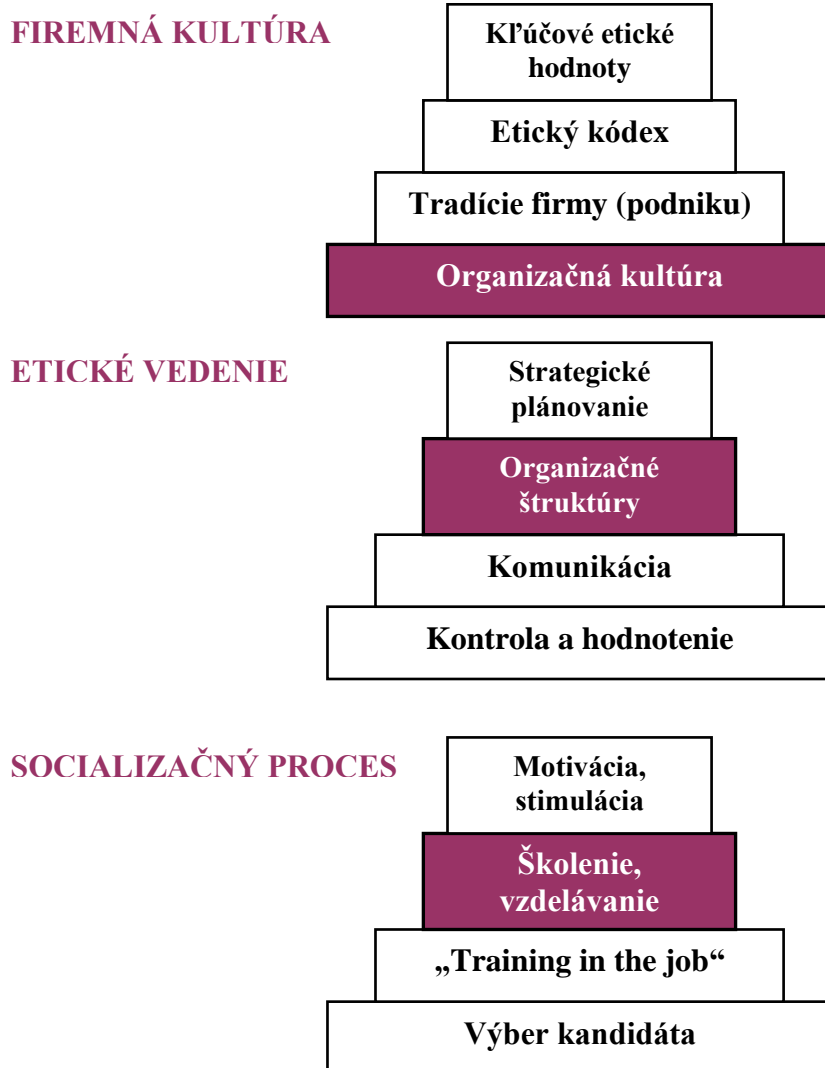 FIREMNÁ KULTÚRA
Kľúčové etické
hodnoty
Etický kódex
Tradície firmy (podniku)
Organizačná kultúra
ETICKÉ VEDENIE
Strategické
plánovanie
Organizačné
štruktúry
Komunikácia
Kontrola a hodnotenie
SOCIALIZAČNÝ PROCES
Motivácia,
stimulácia
Školenie,
vzdelávanie
„Training in the job“
Výber kandidáta